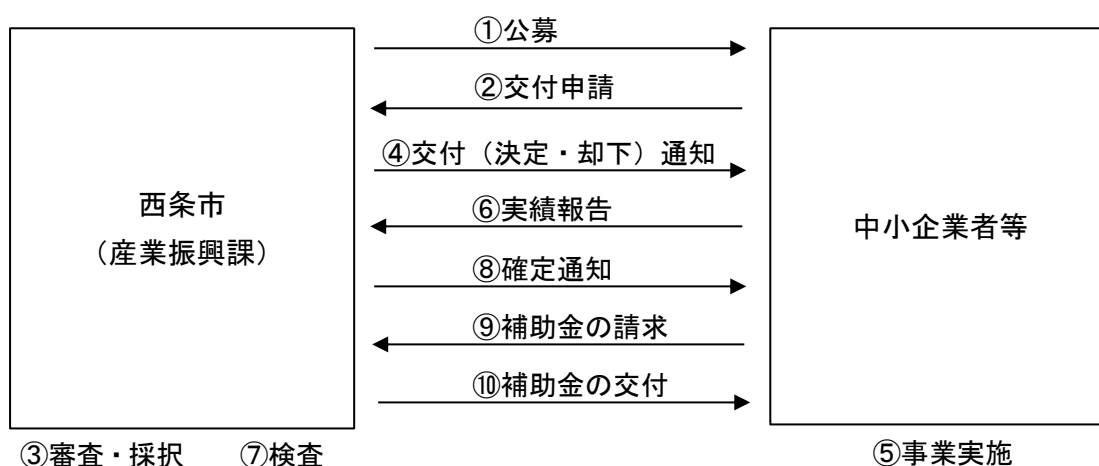 ①公募
②交付申請
④交付（決定・却下）通知
西条市
（産業振興課）
⑥実績報告
中小企業者等
⑧確定通知
⑨補助金の請求
⑩補助金の交付
③審査・採択　⑦検査
⑤事業実施